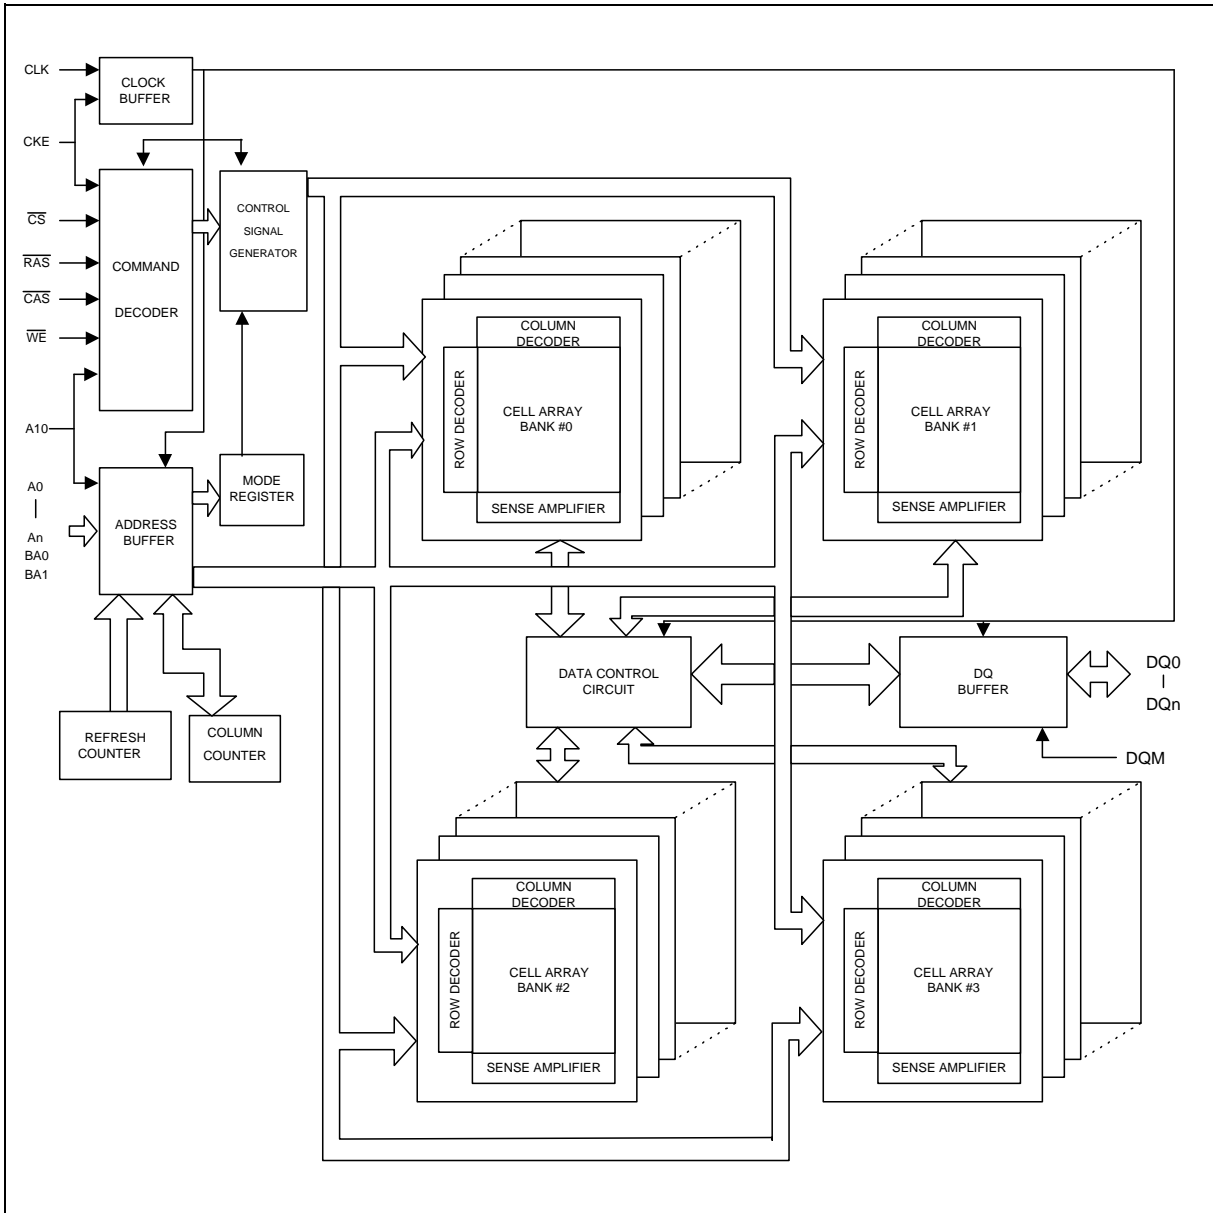 CLK
CLOCK
BUFFER
CKE
CS
RAS
CAS
WE
COMMAND
DECODER
CONTROL
SIGNAL
GENERATOR
A10
A0
An
BA0
BA1
ADDRESS
BUFFER
MODE
REGISTER
REFRESH
COUNTER
COLUMN
COUNTER
COLUMN
DECODER
ROW DECODER
CELL ARRAY
BANK #0
SENSE AMPLIFIER
COLUMN
DECODER
ROW DECODER
CELL ARRAY
BANK #1
SENSE AMPLIFIER
DATA CONTROL
CIRCUIT
DQ
BUFFER
DQ0
DQn
DQM
COLUMN
DECODER
ROW DECODER
CELL ARRAY
BANK #2
SENSE AMPLIFIER
COLUMN
DECODER
ROW DECODER
CELL ARRAY
BANK #3
SENSE AMPLIFIER